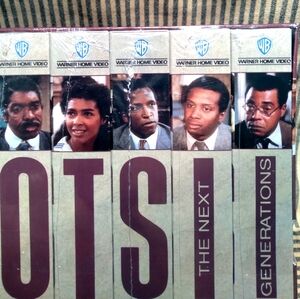 WB WB WB WB WB
WARNER HOME VIDEO WARNER HOME VIDEO WARNER HOME VIDEO WARNER HOME VIDEO WARNER HOME VIDEO
OTS II
THE NEXT
GENERATIONS